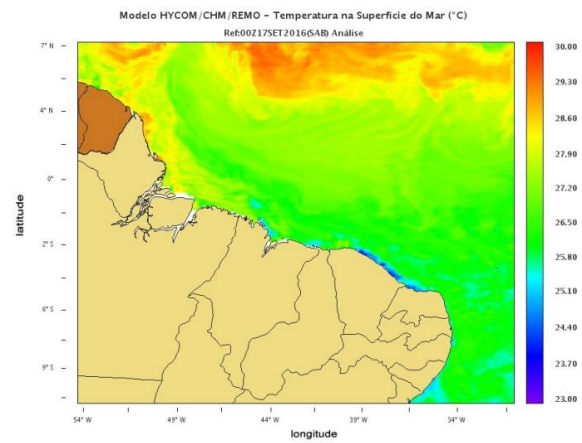 Modelo HYCOM/CHM/REMO - Temperatura na Superfície do Mar (°C)
Ref:00Z17SET2016(SAB) Análise
7° N
4° N
0°
2° S
6° S
9° S
latitude
54° W
49° W
44° W
39° W
34° W
longitude
30.00
29.30
28.60
27.90
27.20
26.50
25.80
25.10
24.40
23.70
23.00